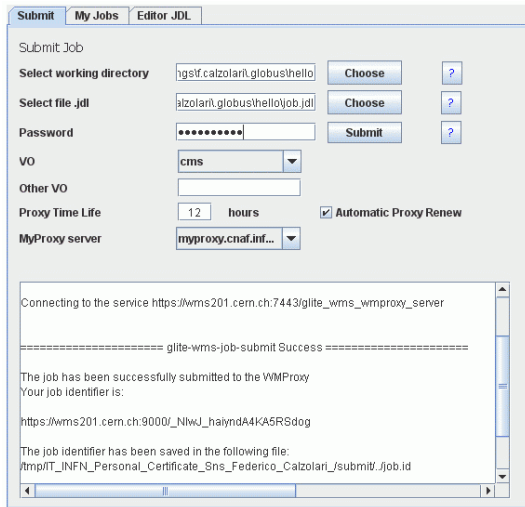 Submit My Jobs Editor JDL
Submit Job
Select working directory ngs\f.calzolari\.globus\hello Choose ?
Select file .jdl alzolari\.globus\hello\job.jdl Choose ?
Password ●●●●●●●●●● Submit ?
VO cms
Other VO
Proxy Time Life 12 hours Automatic Proxy Renew
MyProxy server myproxy.cnaf.inf...
Connecting to the service https://wms201.cern.ch:7443/glite_wms_wmproxy_server
====================== glite-wms-job-submit Success ======================
The job has been successfully submitted to the WMProxy
Your job identifier is:
https://wms201.cern.ch:9000/_NlwJ_haiyndA4KA5RSdog
The job identifier has been saved in the following file:
/tmp/IT_INFN_Personal_Certificate_Sns_Federico_Calzolari_/submit/../job.id